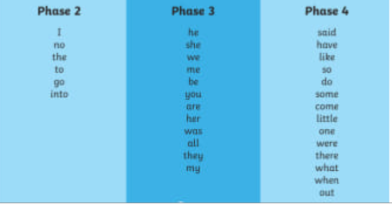 Phase 2
I
no
the
to
go
into
Phase 3
he
she
we
me
be
you
are
her
was
all
they
my
Phase 4
said
have
like
so
do
some
come
little
one
were
there
what
when
out